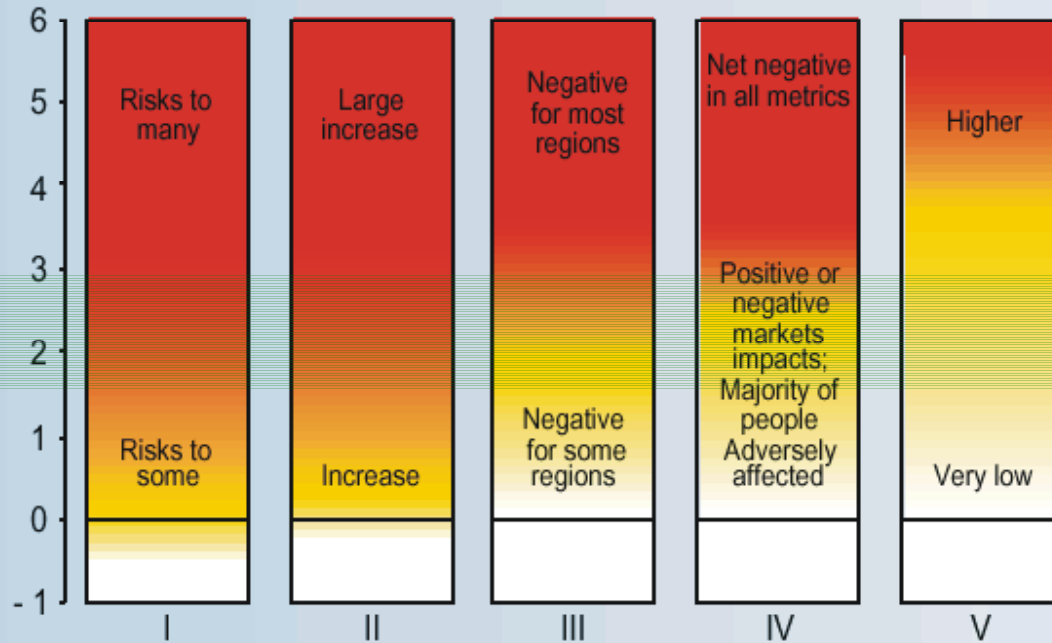 6
5
4
3
2
1
0
- 1
Risks to
many
Risks to
some
I
Large
increase
Increase
II
Negative
for most
regions
Negative
for some
regions
III
Net negative
in all metrics
Positive or
negative
markets
impacts;
Majority of
people
Adversely
affected
IV
Higher
Very low
V